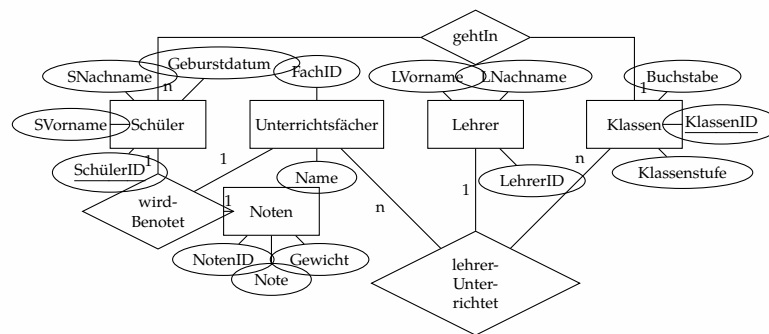 gehtIn
Geburstdatum
SNachname
FachID
LVorname
LNachname
Buchstabe
n
1
SVorname
Schüler
Unterrichtsfächer
Lehrer
Klassen
KlassenID
SchülerID
1
1
n
Name
LehrerID
Klassenstufe
wird-
Benotet
1
Noten
n
1
NotenID
Gewicht
Note
lehrer-
Unter-
richtet